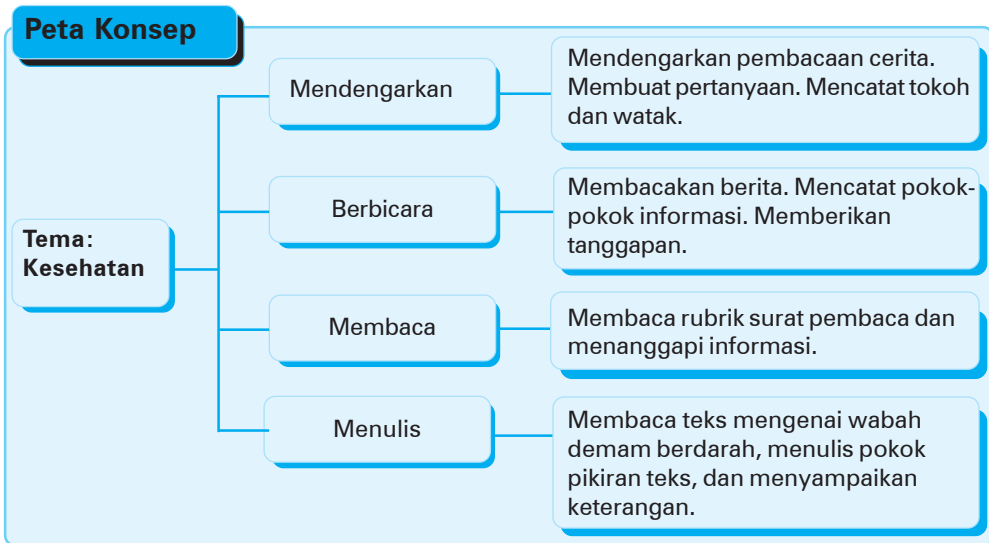 Peta Konsep
Tema:
Kesehatan
Mendengarkan
Mendengarkan pembacaan cerita.
Membuat pertanyaan. Mencatat tokoh
dan watak.
Berbicara
Membacakan berita. Mencatat pokok-
pokok informasi. Memberikan
tanggapan.
Membaca
Membaca rubrik surat pembaca dan
menanggapi informasi.
Menulis
Membaca teks mengenai wabah
demam berdarah, menulis pokok
pikiran teks, dan menyampaikan
keterangan.